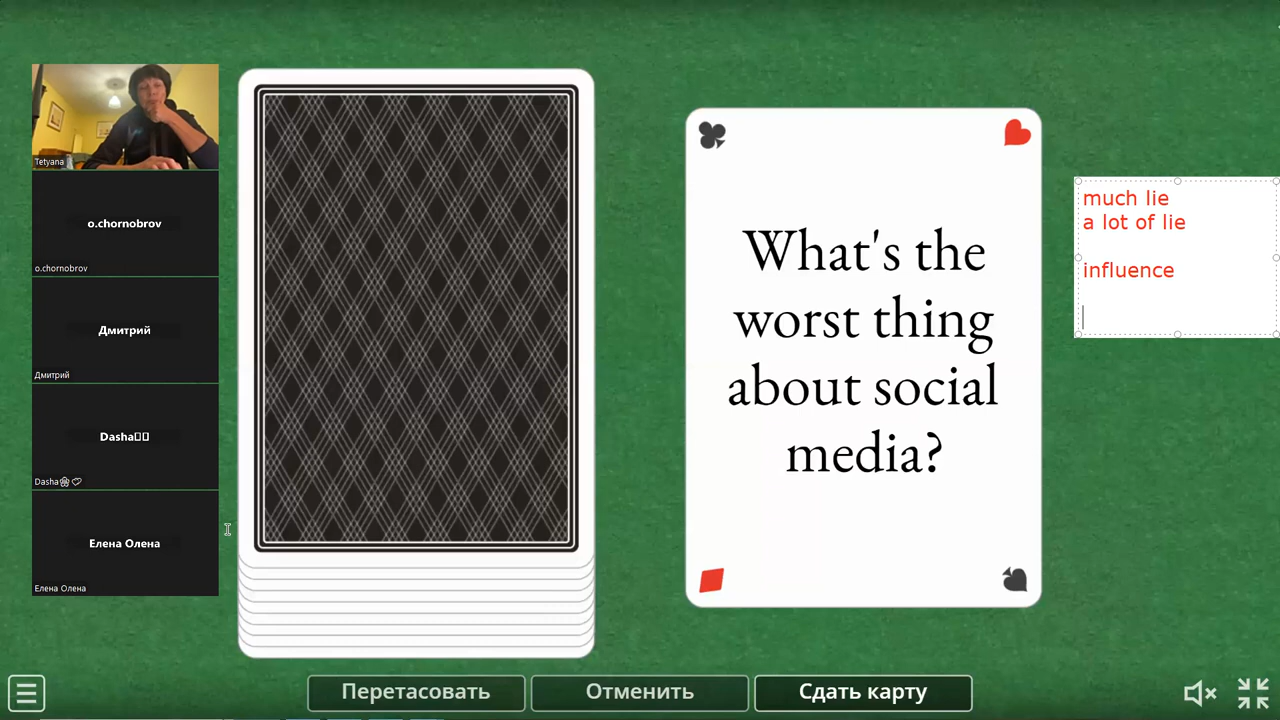 Tetyana
o.chornobrov
o.chornobrov
Дмитрий
Дмитрий
Dasha
Dasha
Елена Олена
Елена Олена
What's the
worst thing
about social
media?
much lie
a lot of lie
influence
Перетасовать
Отменить
Сдать карту